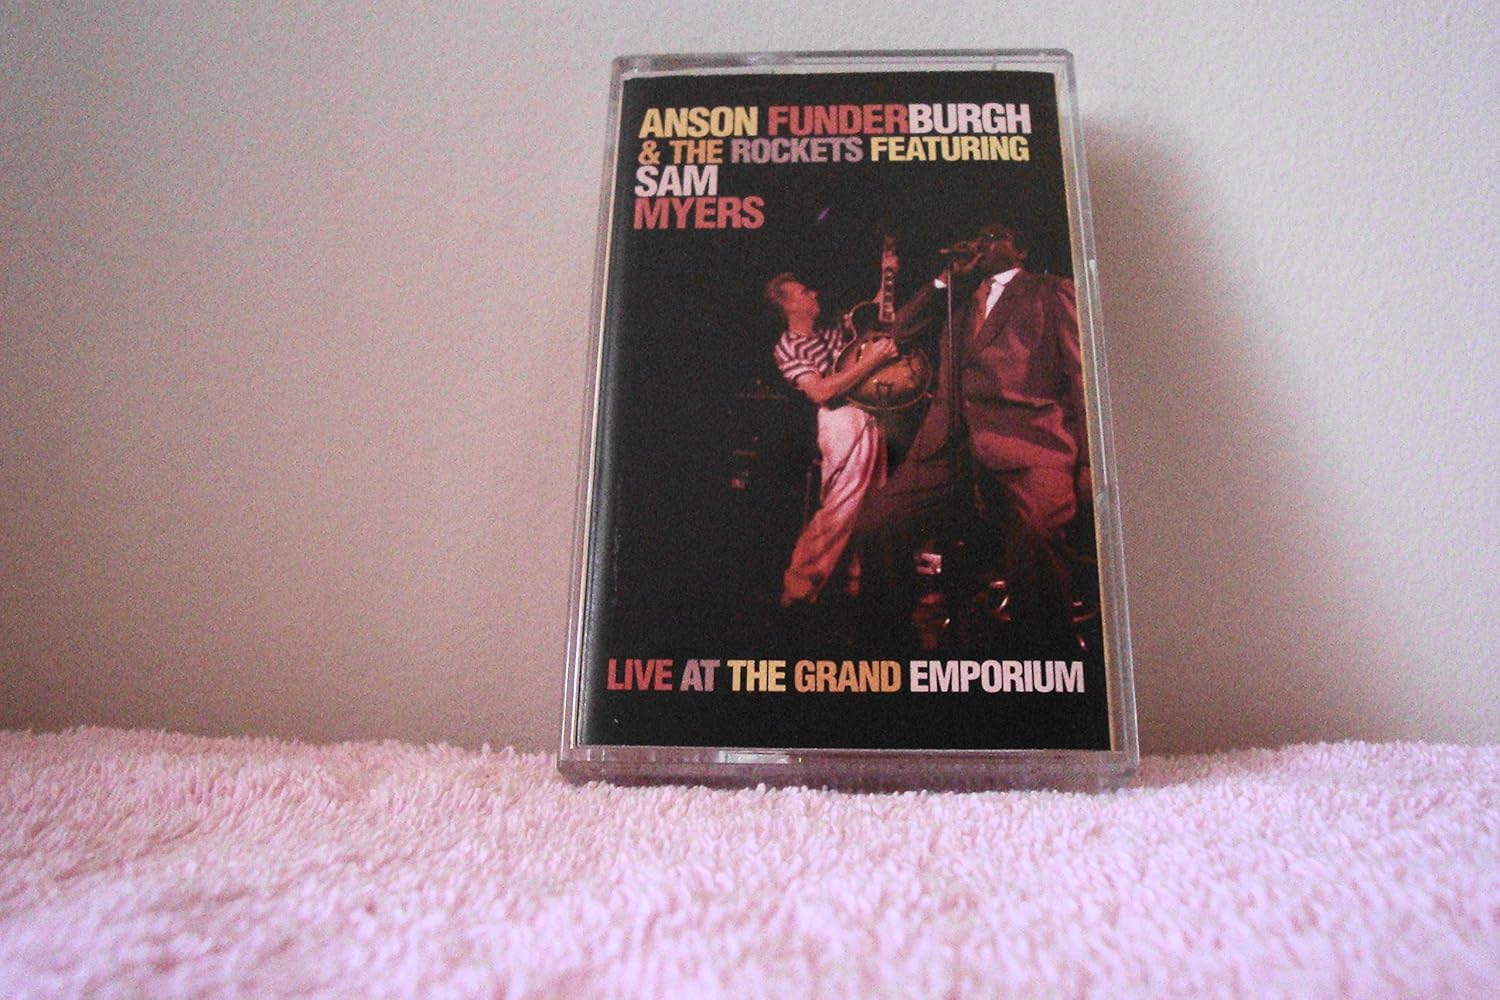 ANSON FUNDERBURGH
& THE ROCKETS FEATURING
SAM
MYERS
LIVE AT THE GRAND EMPORIUM